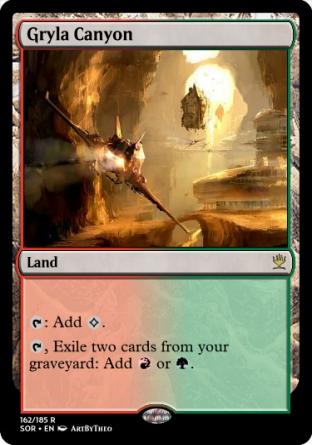 Gryla Canyon
Land
: Add .
, Exile two cards from your
graveyard: Add or .
162/185 R
SOR • EN ArtByTheo